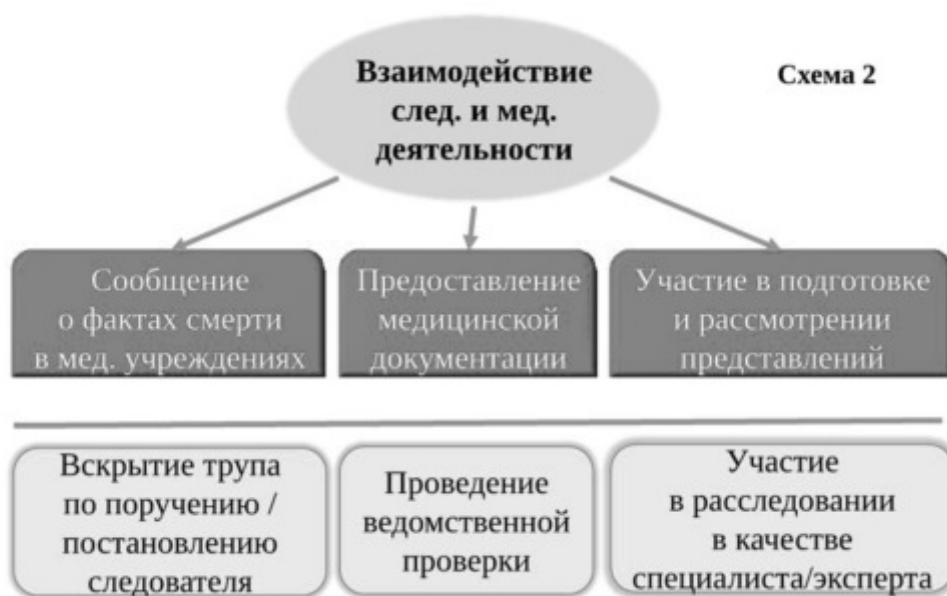 Взаимодействие
след. и мед.
деятельности
Схема 2
Сообщение
о фактах смерти
в мед. учреждениях
Предоставление
медицинской
документации
Участие в подготовке
и рассмотрении
представлений
Вскрытие трупа
по поручению /
постановлению
следователя
Проведение
ведомственной
проверки
Участие
в расследовании
в качестве
специалиста/эксперта